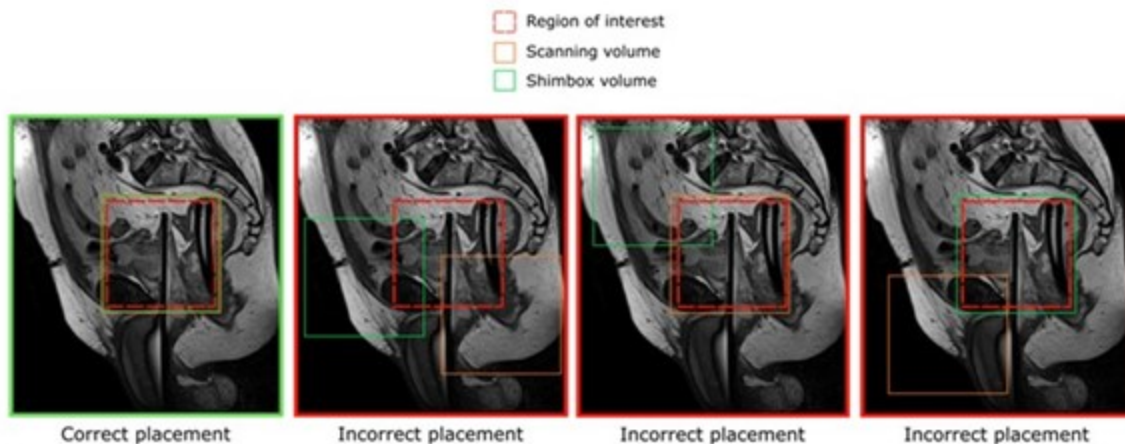 Region of interest
Scanning volume
Shimbox volume
Correct placement
Incorrect placement
Incorrect placement
Incorrect placement